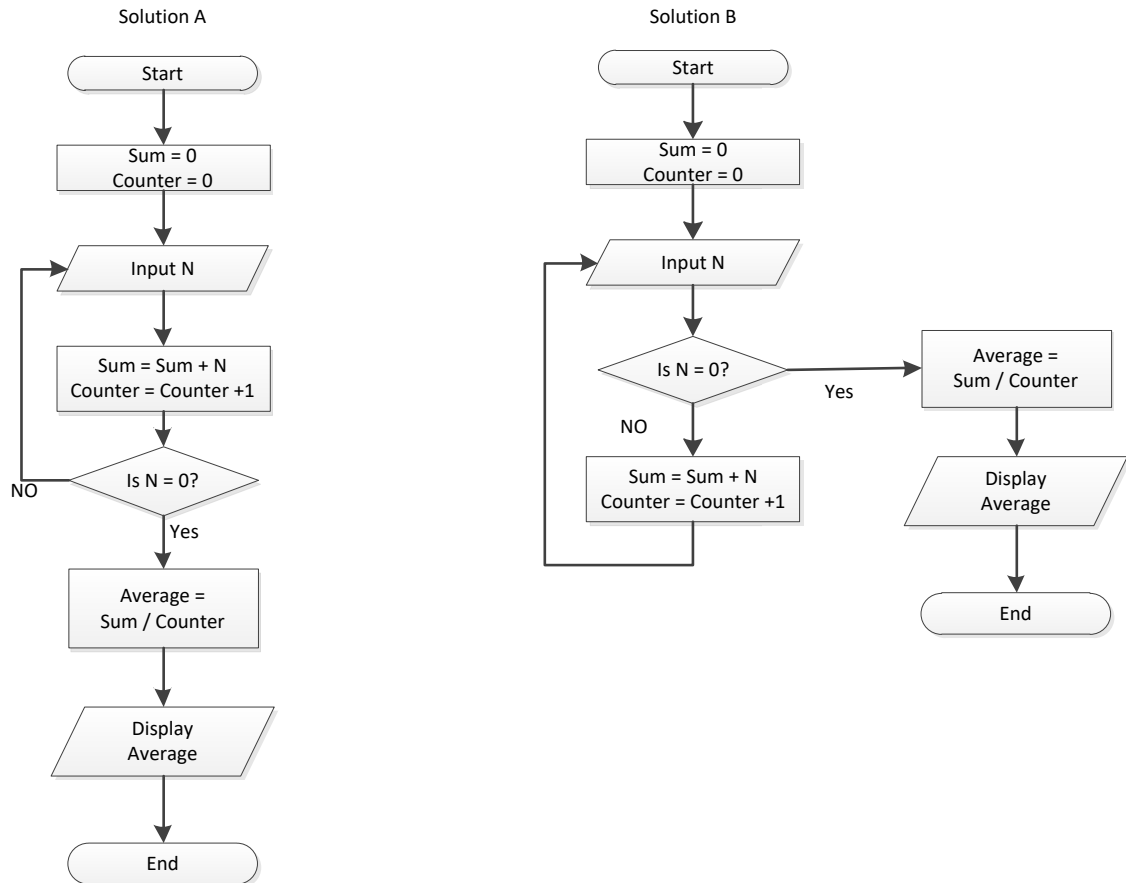 Solution A
Start
Sum = 0
Counter = 0
Input N
Sum = Sum + N
Counter = Counter +1
Is N = 0?
NO
Yes
Average =
Sum / Counter
Display
Average
End
Solution B
Start
Sum = 0
Counter = 0
Input N
Is N = 0?
Yes
NO
Sum = Sum + N
Counter = Counter +1
Average =
Sum / Counter
Display
Average
End